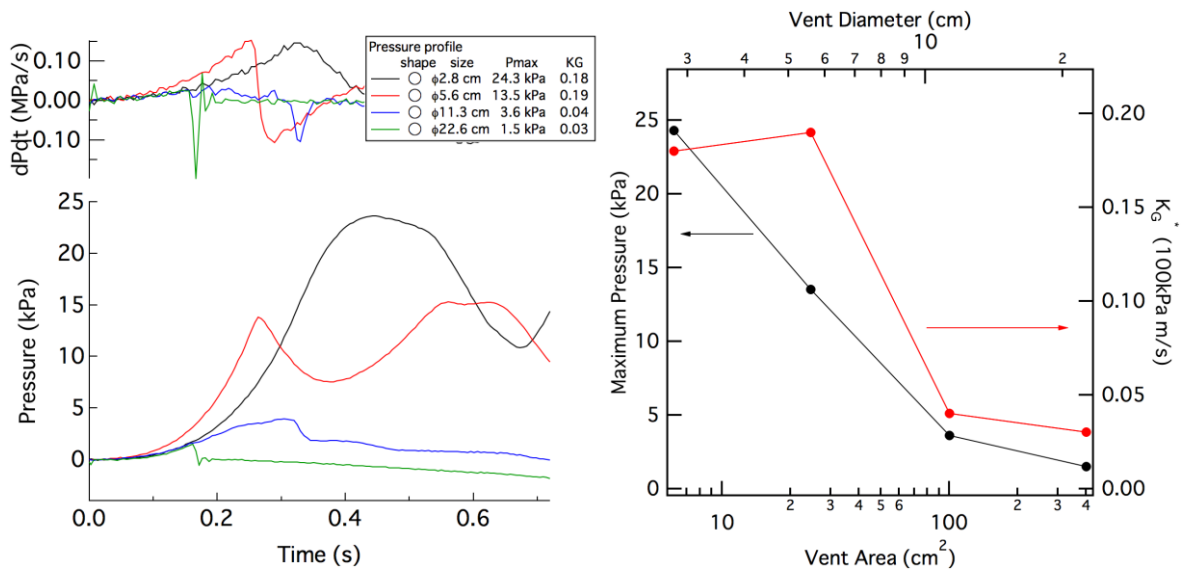 dPdt (MPa/s)
0.10
0.00
0.10
Pressure profile
shape size Pmax KG
ϕ2.8 cm 24.3 kPa 0.18
ϕ5.6 cm 13.5 kPa 0.19
ϕ11.3 cm 3.6 kPa 0.04
ϕ22.6 cm 1.5 kPa 0.03
Pressure (kPa)
25
20
15
10
5
0
0.0 0.2 0.4 0.6
Time (s)
Vent Diameter (cm)
10
3 4 5 6 7 8 9 2
Maximum Pressure (kPa)
25
20
15
10
5
0
0.20
0.15
0.10
0.05
0.00
K_G^* (100kPa m/s)
2 3 4 5 6 2 3 4
10 100
Vent Area (cm²)